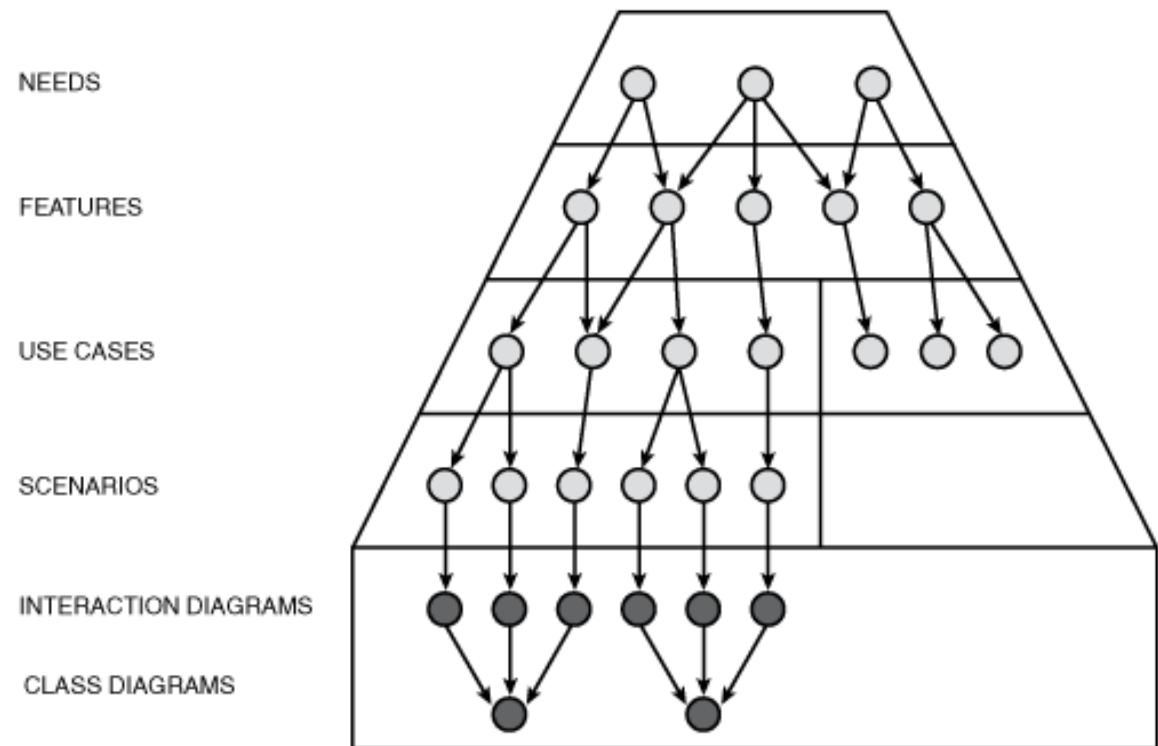 NEEDS
FEATURES
USE CASES
SCENARIOS
INTERACTION DIAGRAMS
CLASS DIAGRAMS